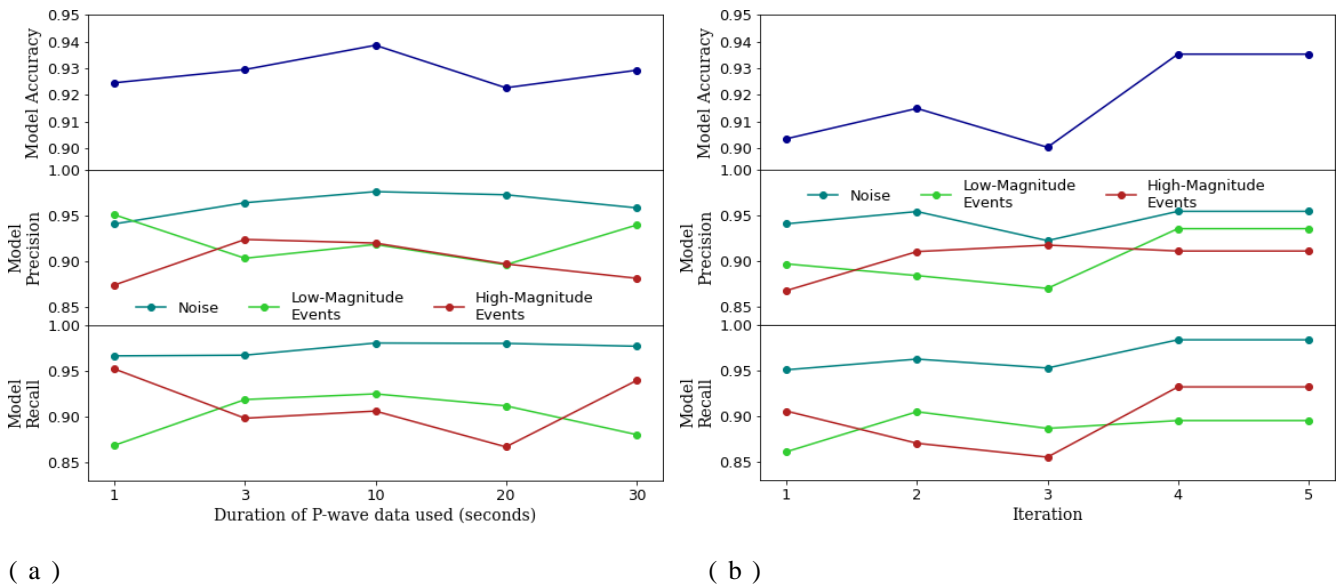 0.95
0.94
0.93
0.92
0.91
0.90
Model Accuracy
1.00
0.95
0.90
0.85
Model
Precision
Noise
Low-Magnitude
Events
High-Magnitude
Events
1.00
0.95
0.90
0.85
Model
Recall
1 3 10 20 30
Duration of P-wave data used (seconds)
( a )
0.95
0.94
0.93
0.92
0.91
0.90
Model Accuracy
1.00
0.95
0.90
0.85
Model
Precision
Noise
Low-Magnitude
Events
High-Magnitude
Events
1.00
0.95
0.90
0.85
Model
Recall
1 2 3 4 5
Iteration
( b )